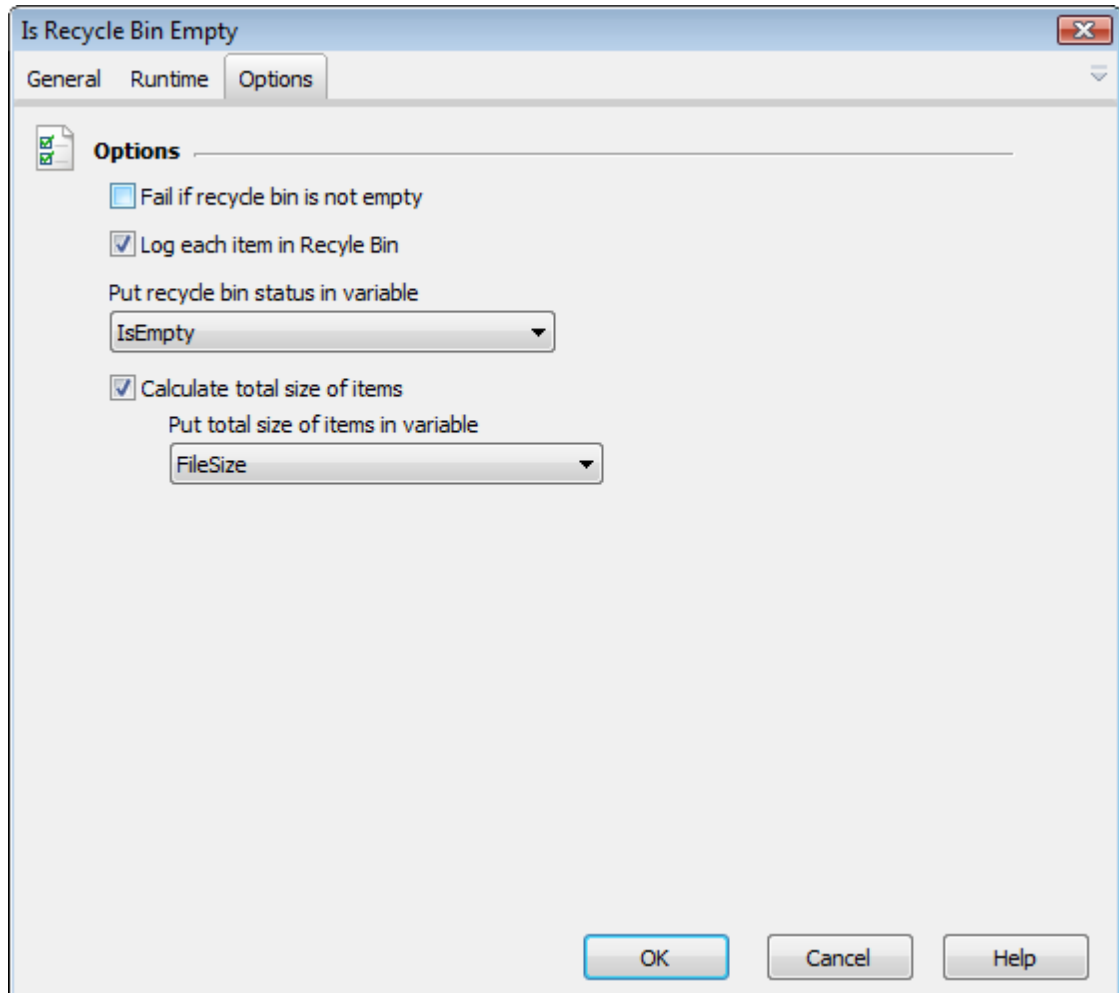 Is Recycle Bin Empty
General Runtime Options
Options
Fail if recycle bin is not empty
Log each item in Recyle Bin
Put recycle bin status in variable
IsEmpty
Calculate total size of items
Put total size of items in variable
FileSize
OK Cancel Help